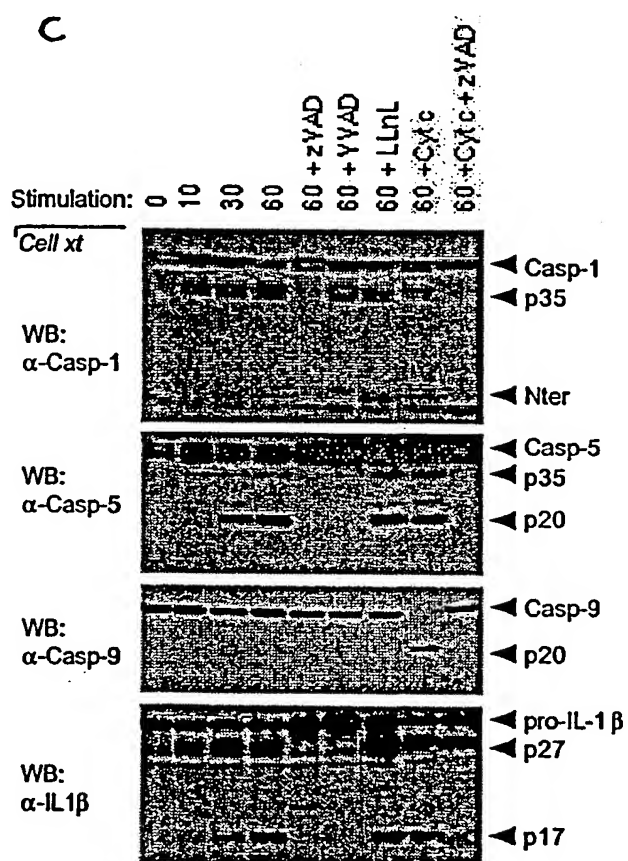 C
Stimulation: 0 10 30 60 60 + zVAD 60 + YVAD 60 + LLnL 60 + Cyt c 60 + Cyt c + zVAD
Cell xt
WB:
α-Casp-1
Casp-1
p35
Nter
WB:
α-Casp-5
Casp-5
p35
p20
WB:
α-Casp-9
Casp-9
p20
WB:
α-IL1β
pro-IL-1β
p27
p17